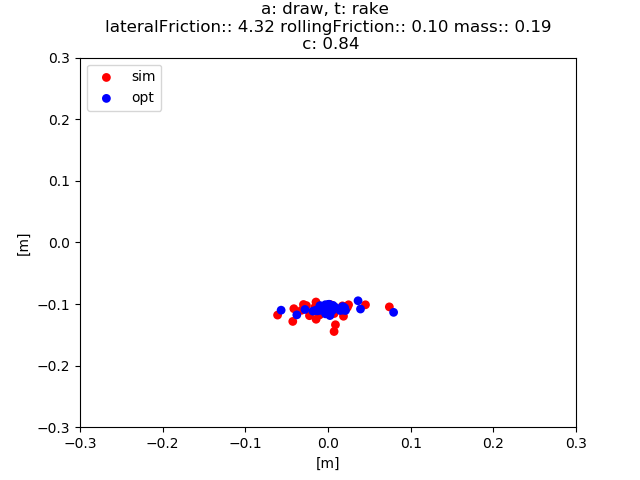 a: draw, t: rake
lateralFriction:: 4.32 rollingFriction:: 0.10 mass:: 0.19
c: 0.84
sim
opt
0.3
0.2
0.1
0.0
−0.1
−0.2
−0.3
[m]
−0.3 −0.2 −0.1 0.0 0.1 0.2 0.3
[m]